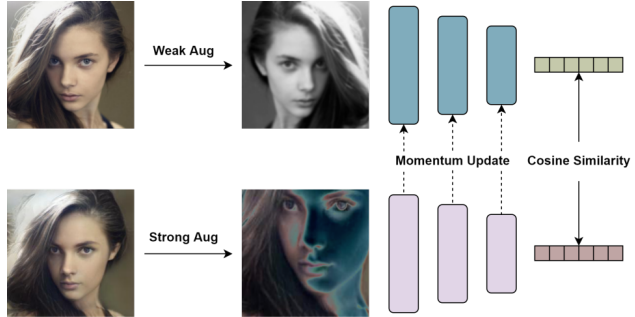 Weak Aug
Momentum Update
Cosine Similarity
Strong Aug